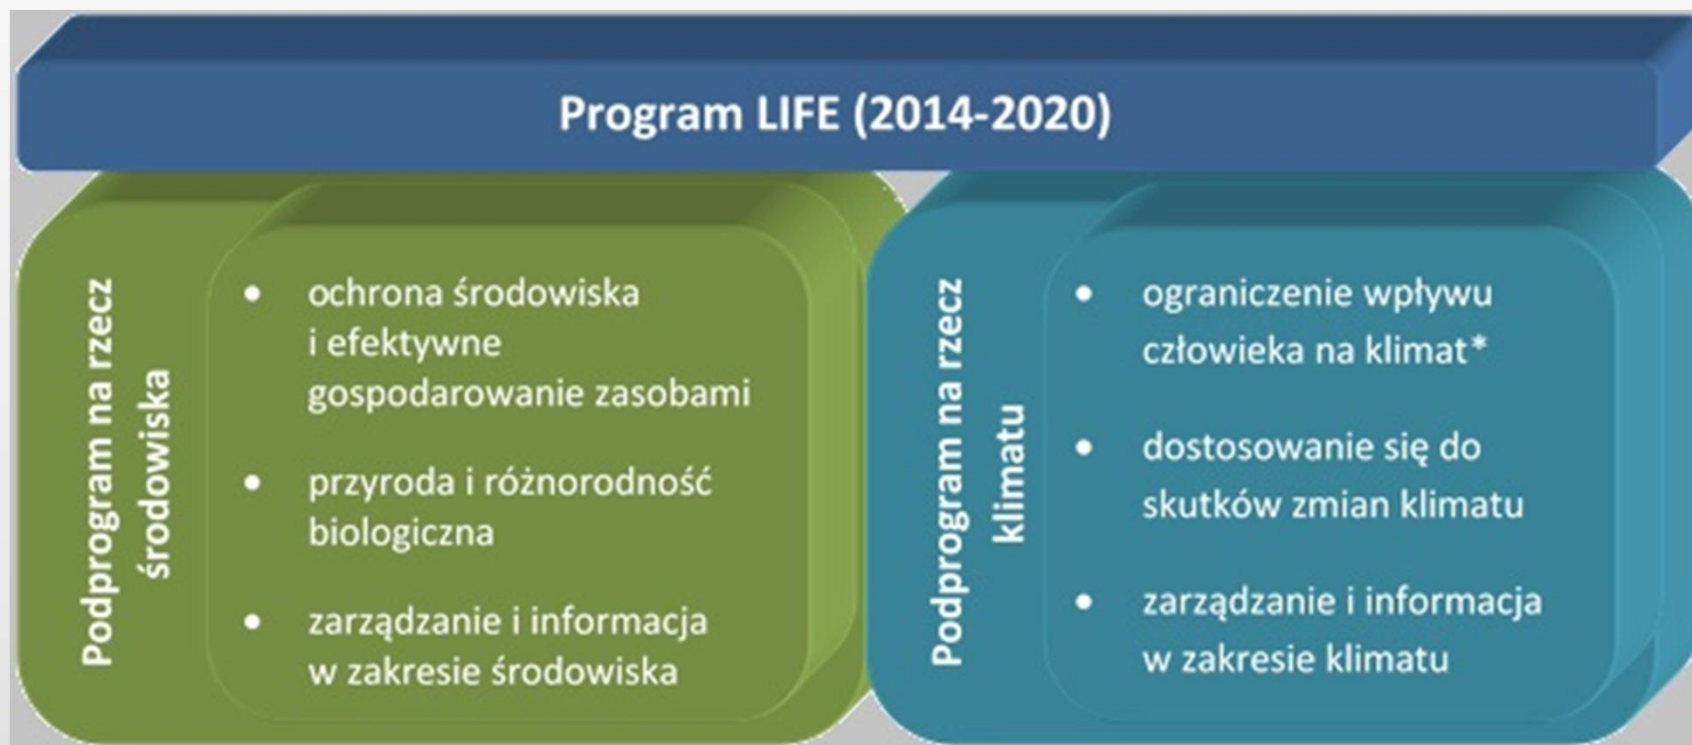 Program LIFE (2014-2020)
Podprogram na rzecz
środowiska
• ochrona środowiska
i efektywne
gospodarowanie zasobami
• przyroda i różnorodność
biologiczna
• zarządzanie i informacja
w zakresie środowiska
Podprogram na rzecz
klimatu
• ograniczenie wpływu
człowieka na klimat*
• dostosowanie się do
skutków zmian klimatu
• zarządzanie i informacja
w zakresie klimatu